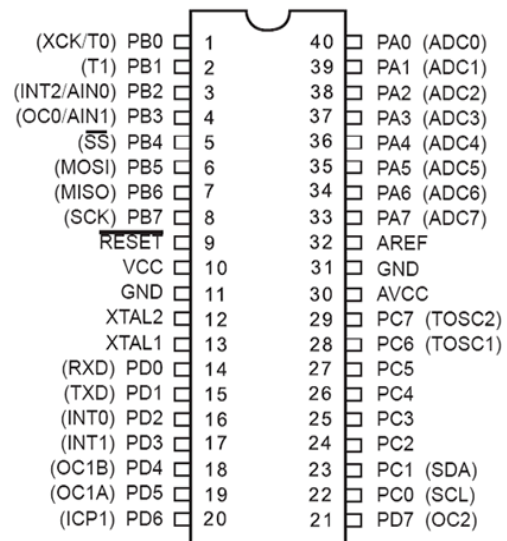 (XCK/T0) PB0 1 40 PA0 (ADC0)
(T1) PB1 2 39 PA1 (ADC1)
(INT2/AIN0) PB2 3 38 PA2 (ADC2)
(OC0/AIN1) PB3 4 37 PA3 (ADC3)
(SS) PB4 5 36 PA4 (ADC4)
(MOSI) PB5 6 35 PA5 (ADC5)
(MISO) PB6 7 34 PA6 (ADC6)
(SCK) PB7 8 33 PA7 (ADC7)
RESET 9 32 AREF
VCC 10 31 GND
GND 11 30 AVCC
XTAL2 12 29 PC7 (TOSC2)
XTAL1 13 28 PC6 (TOSC1)
(RXD) PD0 14 27 PC5
(TXD) PD1 15 26 PC4
(INT0) PD2 16 25 PC3
(INT1) PD3 17 24 PC2
(OC1B) PD4 18 23 PC1 (SDA)
(OC1A) PD5 19 22 PC0 (SCL)
(ICP1) PD6 20 21 PD7 (OC2)